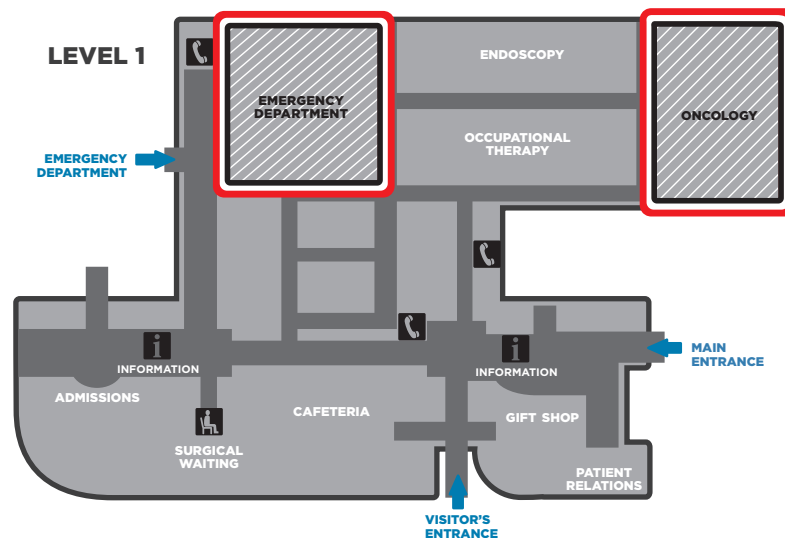 LEVEL 1
ENDOSCOPY
EMERGENCY
DEPARTMENT
ONCOLOGY
OCCUPATIONAL
THERAPY
EMERGENCY
DEPARTMENT
i
INFORMATION
i
INFORMATION
MAIN
ENTRANCE
ADMISSIONS
CAFETERIA
GIFT SHOP
SURGICAL
WAITING
PATIENT
RELATIONS
VISITOR'S
ENTRANCE